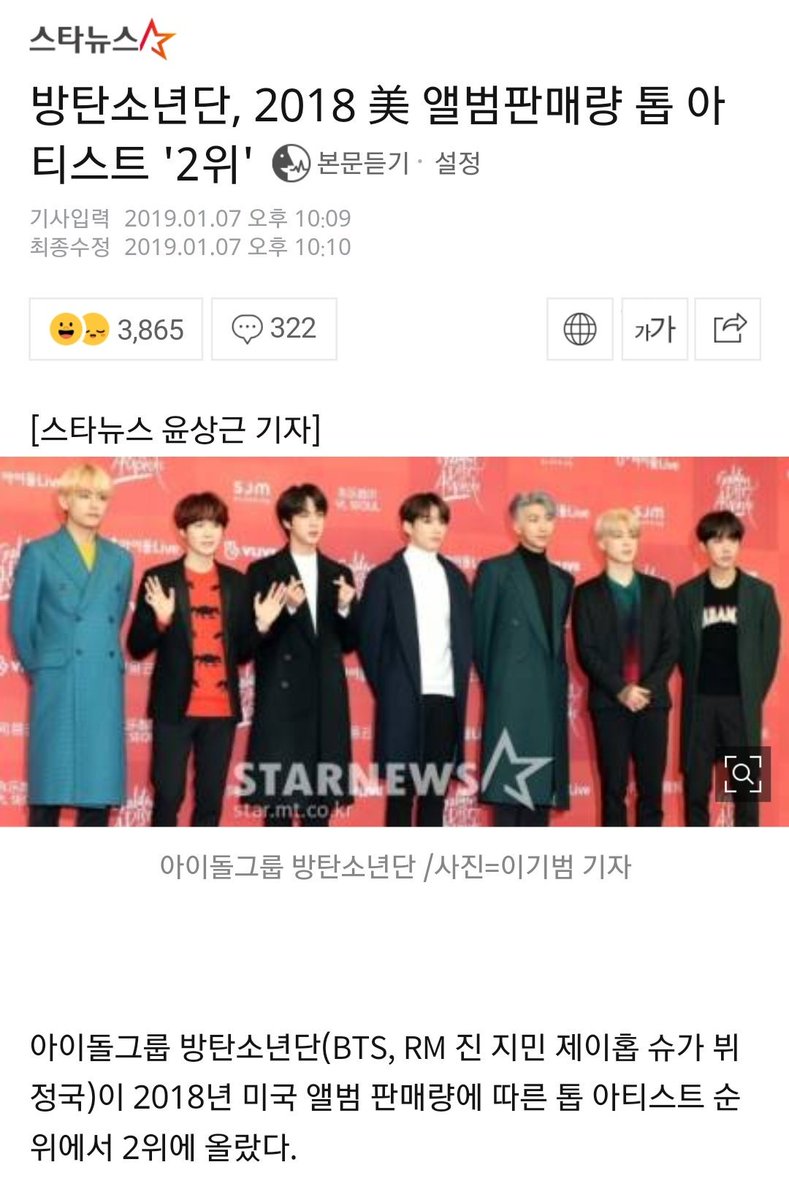 스타뉴스
방탄소년단, 2018 美 앨범판매량 톱 아
티스트 '2위' 본문듣기 · 설정
기사입력 2019.01.07 오후 10:09
최종수정 2019.01.07 오후 10:10
3,865 322 가가
[스타뉴스 윤상근 기자]
SJM
SJM
STARNEWS
star.mt.co.kr
아이돌그룹 방탄소년단 /사진=이기범 기자
아이돌그룹 방탄소년단(BTS, RM 진 지민 제이홉 슈가 뷔
정국)이 2018년 미국 앨범 판매량에 따른 톱 아티스트 순
위에서 2위에 올랐다.